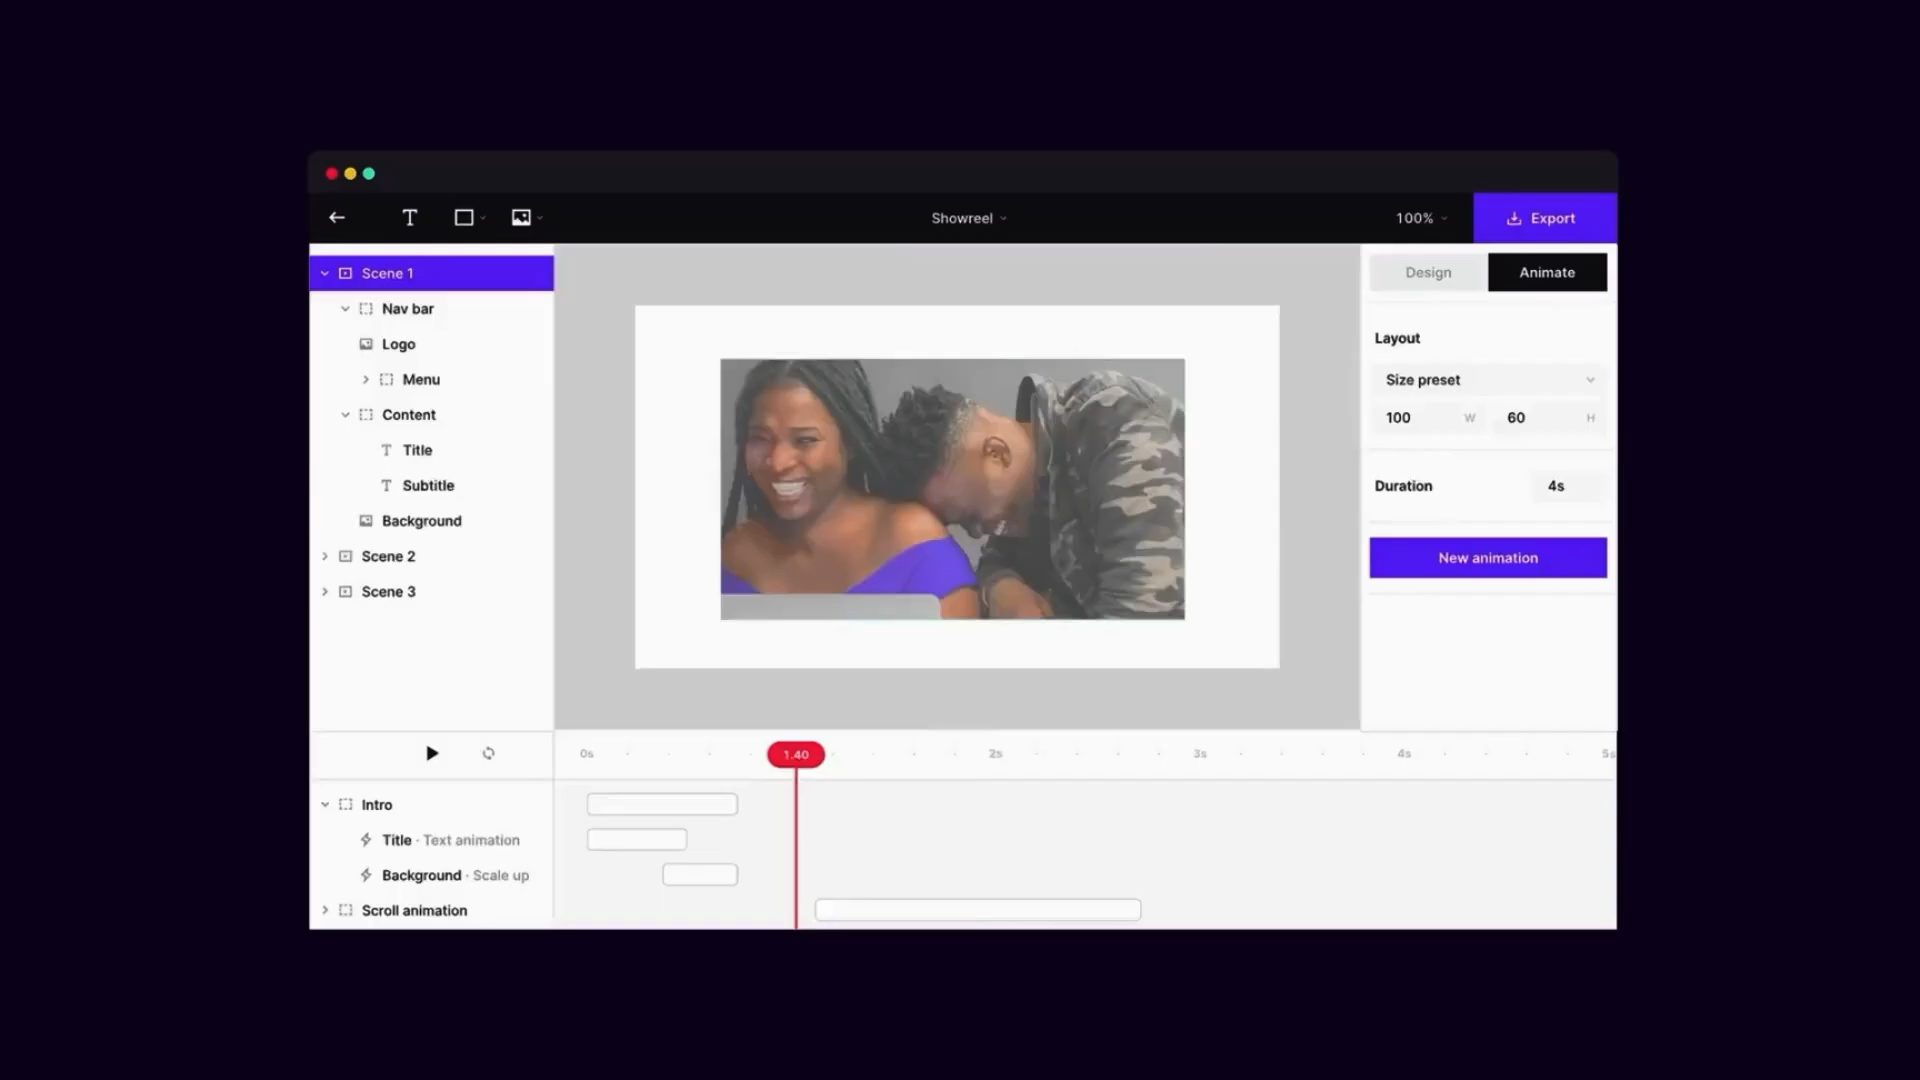 Showreel
100%
Export
Scene 1
Nav bar
Logo
Menu
Content
Title
Subtitle
Background
Scene 2
Scene 3
Design
Animate
Layout
Size preset
100 W 60 H
Duration 4s
New animation
0s 1.40 2s 3s 4s 5s
Intro
Title · Text animation
Background · Scale up
Scroll animation